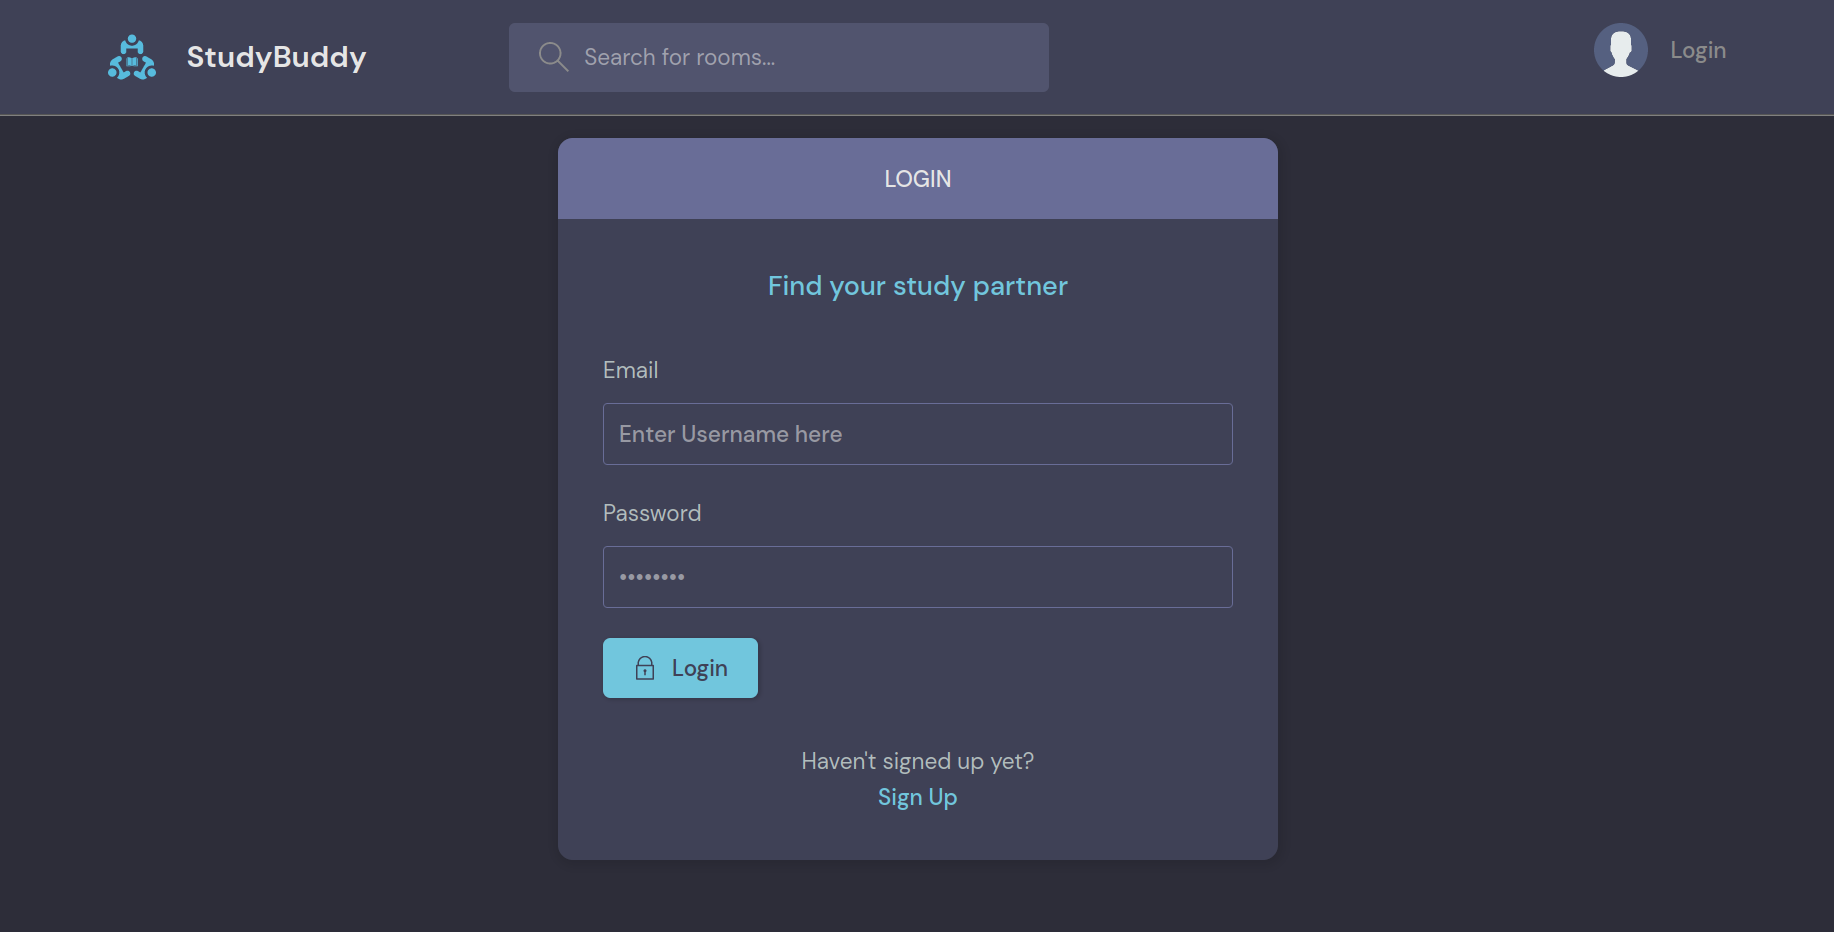 StudyBuddy
Search for rooms...
Login
LOGIN
Find your study partner
Email
Enter Username here
Password
••••••••
Login
Haven't signed up yet?
Sign Up